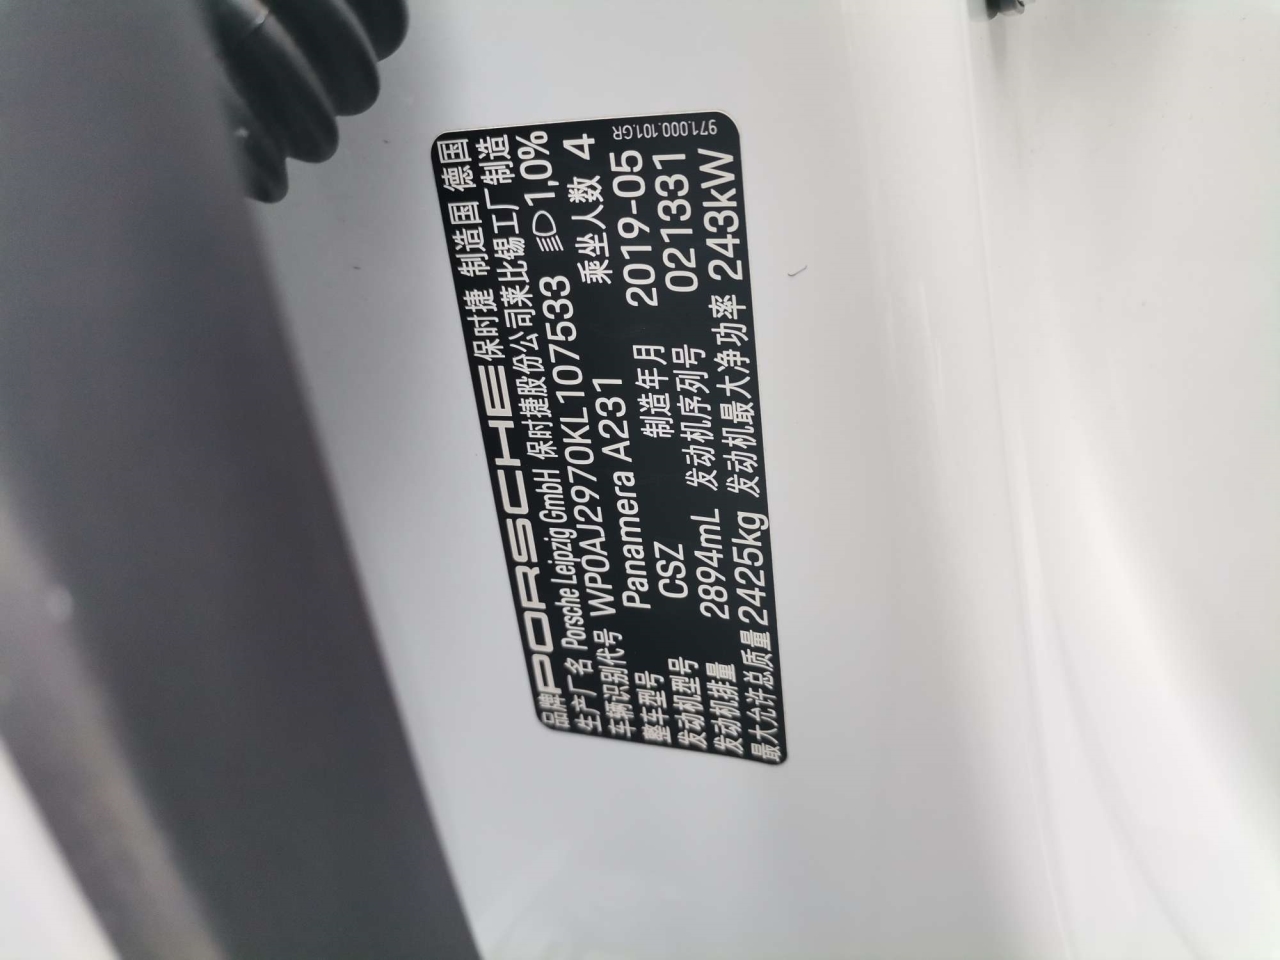 品牌 PORSCHE 保时捷 制造国 德国
生产厂名 Porsche Leipzig GmbH 保时捷股份公司莱比锡工厂制造
车辆识别代号 WP0AJ2970KL107533 1,0%
整车型号 Panamera A231 乘坐人数 4
发动机型号 CSZ 制造年月 2019-05
发动机排量 2894mL 发动机序列号 021331
最大允许总质量 2425kg 发动机最大净功率 243kW
971.000.101.GR